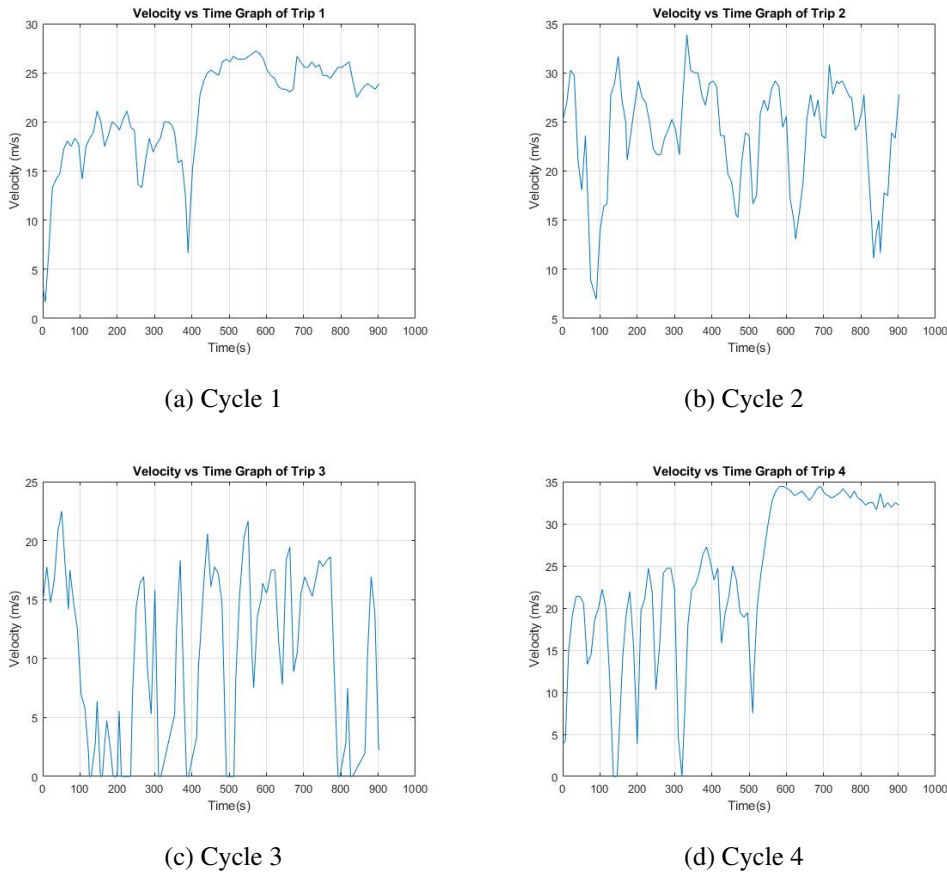 Velocity vs Time Graph of Trip 1
30
25
20
15
10
5
0
Velocity (m/s)
0 100 200 300 400 500 600 700 800 900 1000
Time(s)
(a) Cycle 1
Velocity vs Time Graph of Trip 2
35
30
25
20
15
10
5
Velocity (m/s)
0 100 200 300 400 500 600 700 800 900 1000
Time(s)
(b) Cycle 2
Velocity vs Time Graph of Trip 3
25
20
15
10
5
0
Velocity (m/s)
0 100 200 300 400 500 600 700 800 900 1000
Time(s)
(c) Cycle 3
Velocity vs Time Graph of Trip 4
35
30
25
20
15
10
5
0
Velocity (m/s)
0 100 200 300 400 500 600 700 800 900 1000
Time(s)
(d) Cycle 4